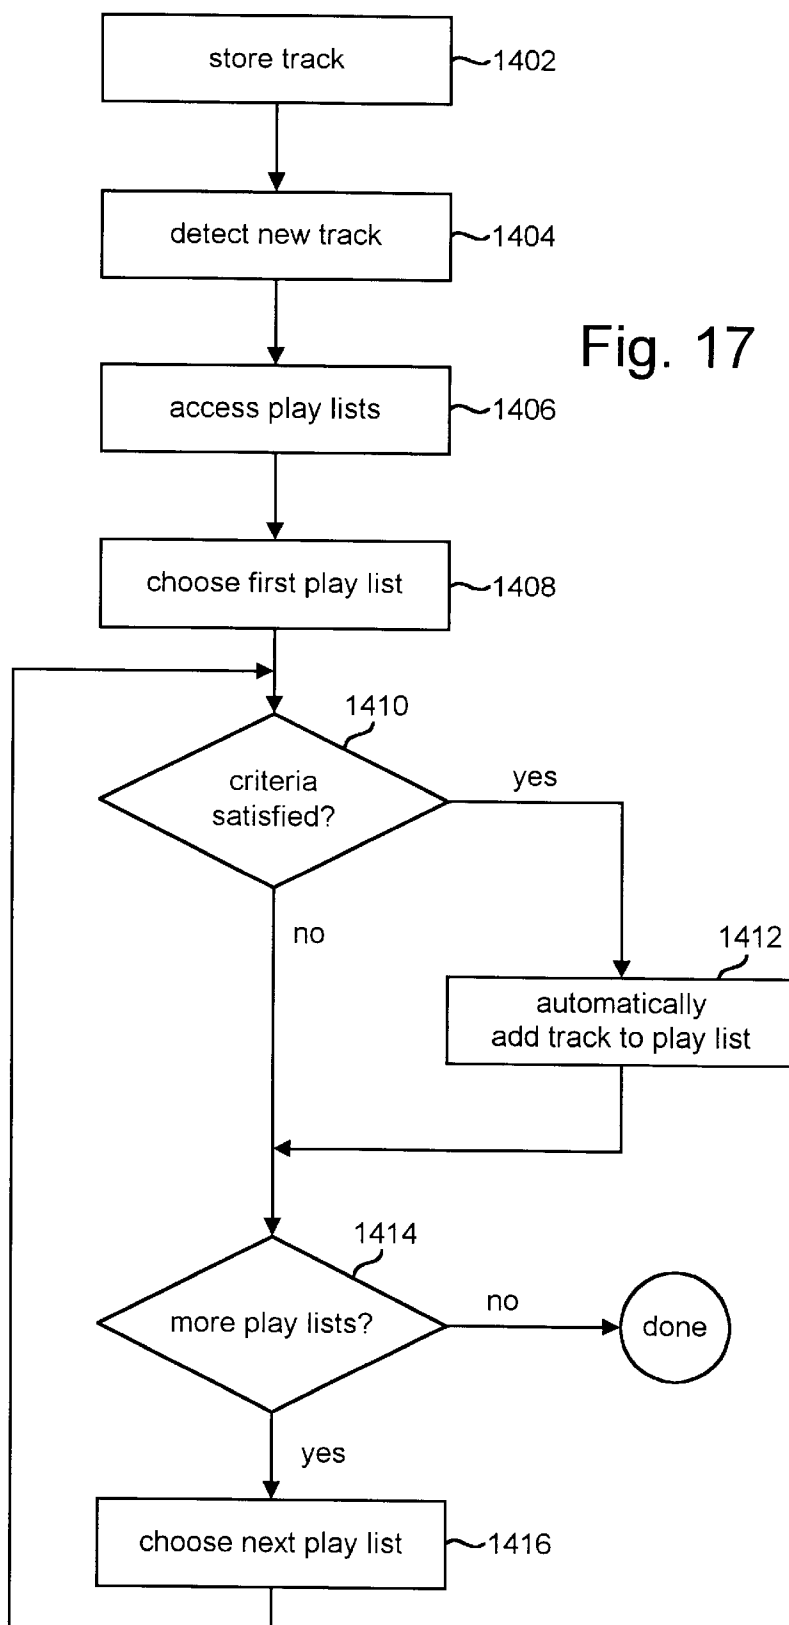 store track
1402
detect new track
1404
Fig. 17
access play lists
1406
choose first play list
1408
1410
criteria
satisfied?
yes
no
1412
automatically
add track to play list
1414
more play lists?
no
done
yes
choose next play list
1416